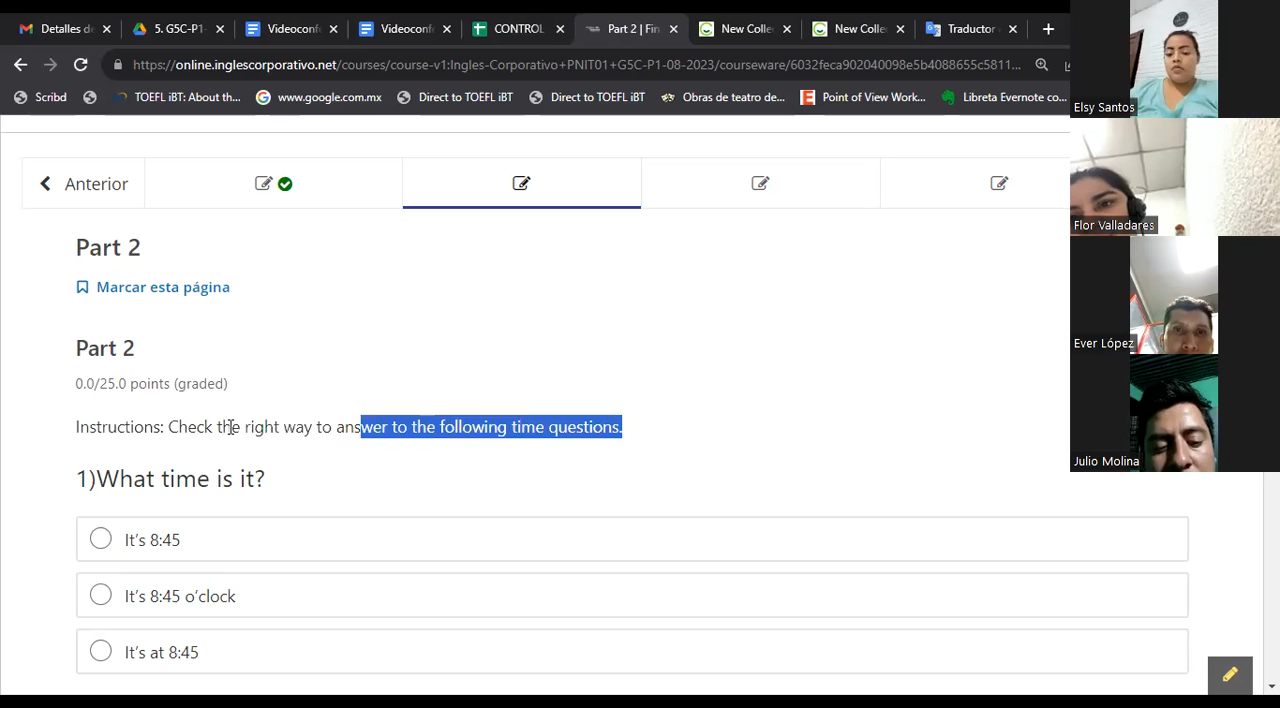 Detalles de
5. G5C-P1-
Videoconf
Videoconf
CONTROL
Part 2 | Fin
New Colle
New Colle
Traductor
https://online.inglescorporativo.net/courses/course-v1:Ingles-Corporativo+PNIT01+G5C-P1-08-2023/courseware/6032feca902040098e5b4088655c5811...
Scribd
TOEFL iBT: About th...
www.google.com.mx
Direct to TOEFL iBT
Direct to TOEFL iBT
Obras de teatro de...
Point of View Work...
Libreta Evernote co...
Elsy Santos
Flor Valladares
Ever López
Julio Molina
Anterior
Part 2
Marcar esta página
Part 2
0.0/25.0 points (graded)
Instructions: Check the right way to answer to the following time questions.
1)What time is it?
It’s 8:45
It’s 8:45 o’clock
It’s at 8:45